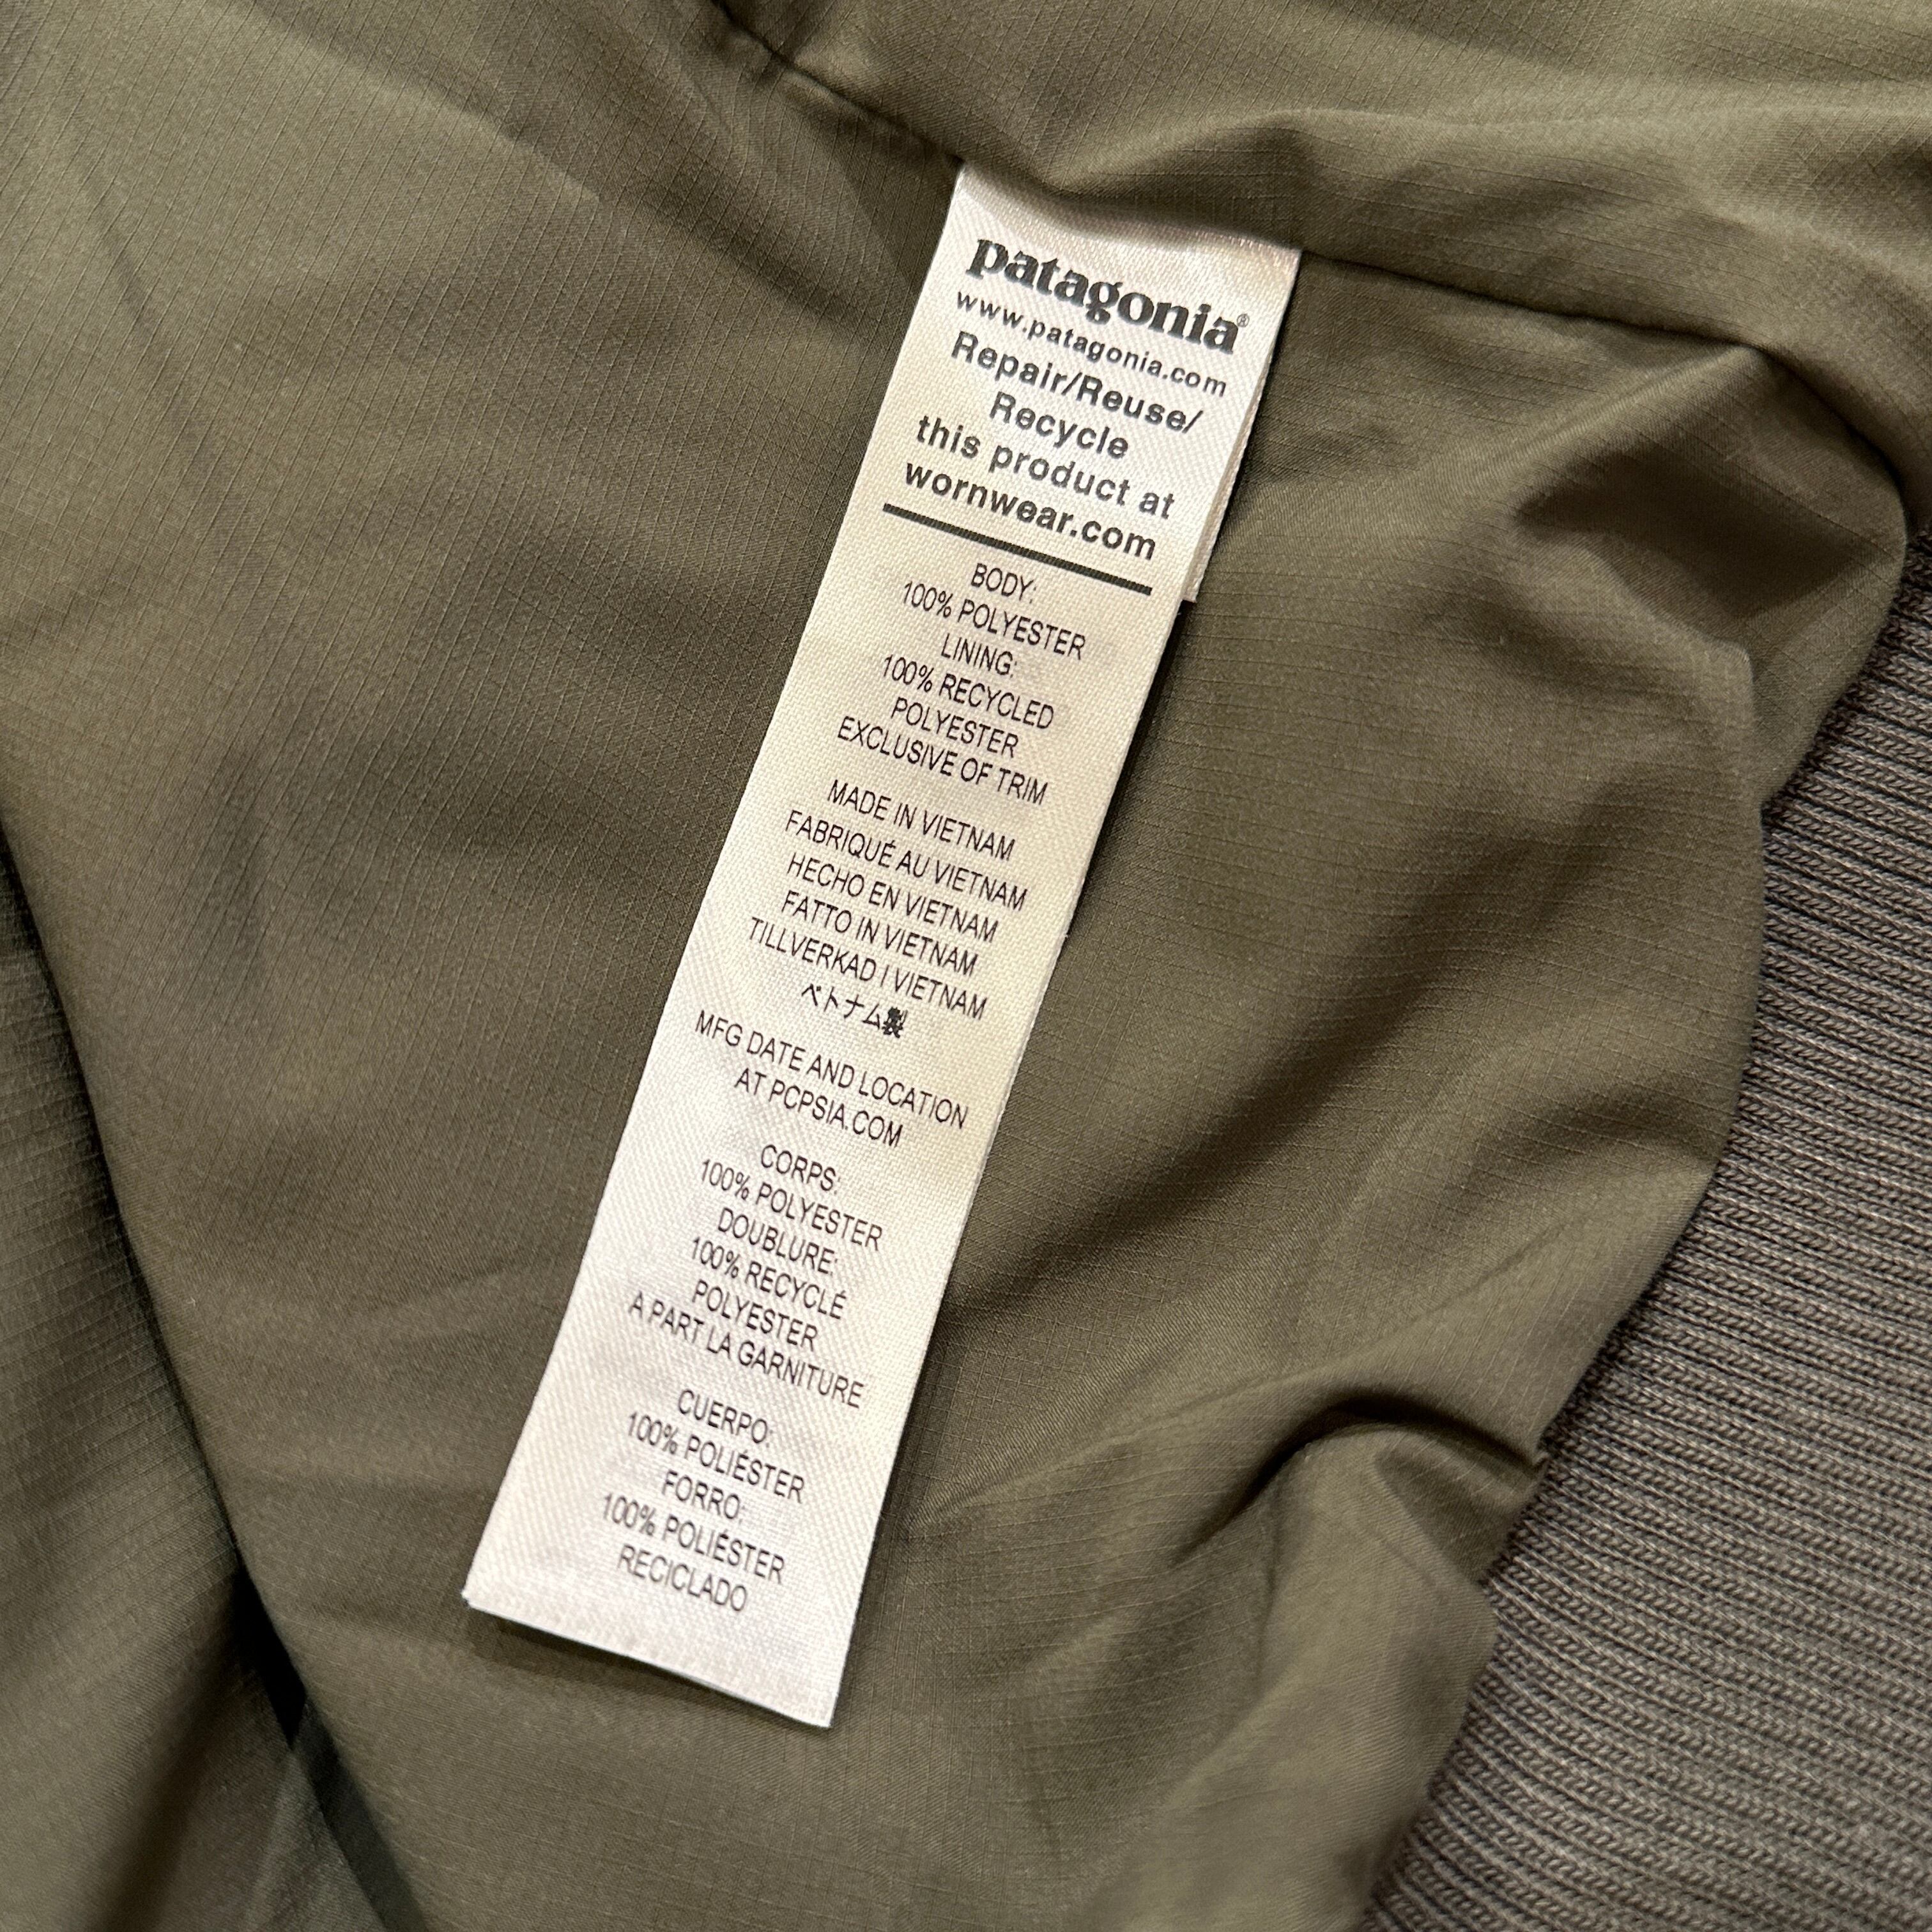 patagonia®
www.patagonia.com
Repair/Reuse/
Recycle
this product at
wornwear.com
BODY:
100% POLYESTER
LINING:
100% RECYCLED
POLYESTER
EXCLUSIVE OF TRIM
MADE IN VIETNAM
FABRIQUÉ AU VIETNAM
HECHO EN VIETNAM
FATTO IN VIETNAM
TILLVERKAD I VIETNAM
ベトナム製
MFG DATE AND LOCATION
AT PCPSIA.COM
CORPS:
100% POLYESTER
DOUBLURE:
100% RECYCLÉ
POLYESTER
A PART LA GARNITURE
CUERPO:
100% POLIÉSTER
FORRO:
100% POLIÉSTER
RECICLADO